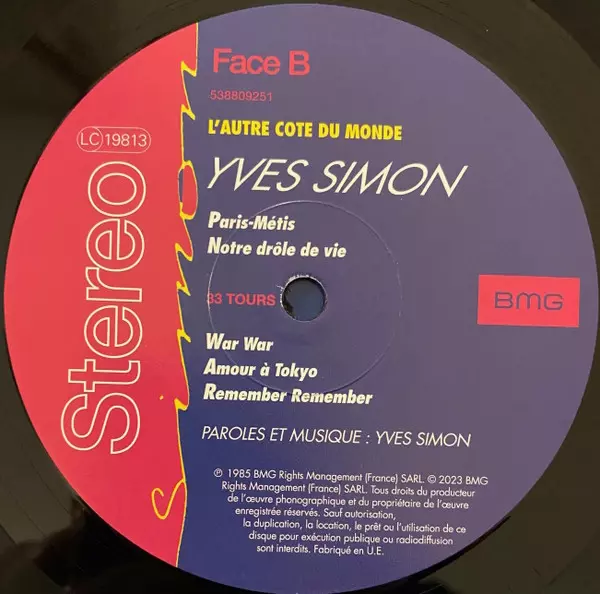 Face B
538809251
LC 19813
L'AUTRE COTE DU MONDE
YVES SIMON
Stereo
simon
Paris-Métis
Notre drôle de vie
33 TOURS
BMG
War War
Amour à Tokyo
Remember Remember
PAROLES ET MUSIQUE : YVES SIMON
℗ 1985 BMG Rights Management (France) SARL. © 2023 BMG
Rights Management (France) SARL. Tous droits du producteur
de l'œuvre phonographique et du propriétaire de l'œuvre
enregistrée réservés. Sauf autorisation,
la duplication, la location, le prêt ou l'utilisation de ce
disque pour exécution publique ou radiodiffusion
sont interdits. Fabriqué en U.E.